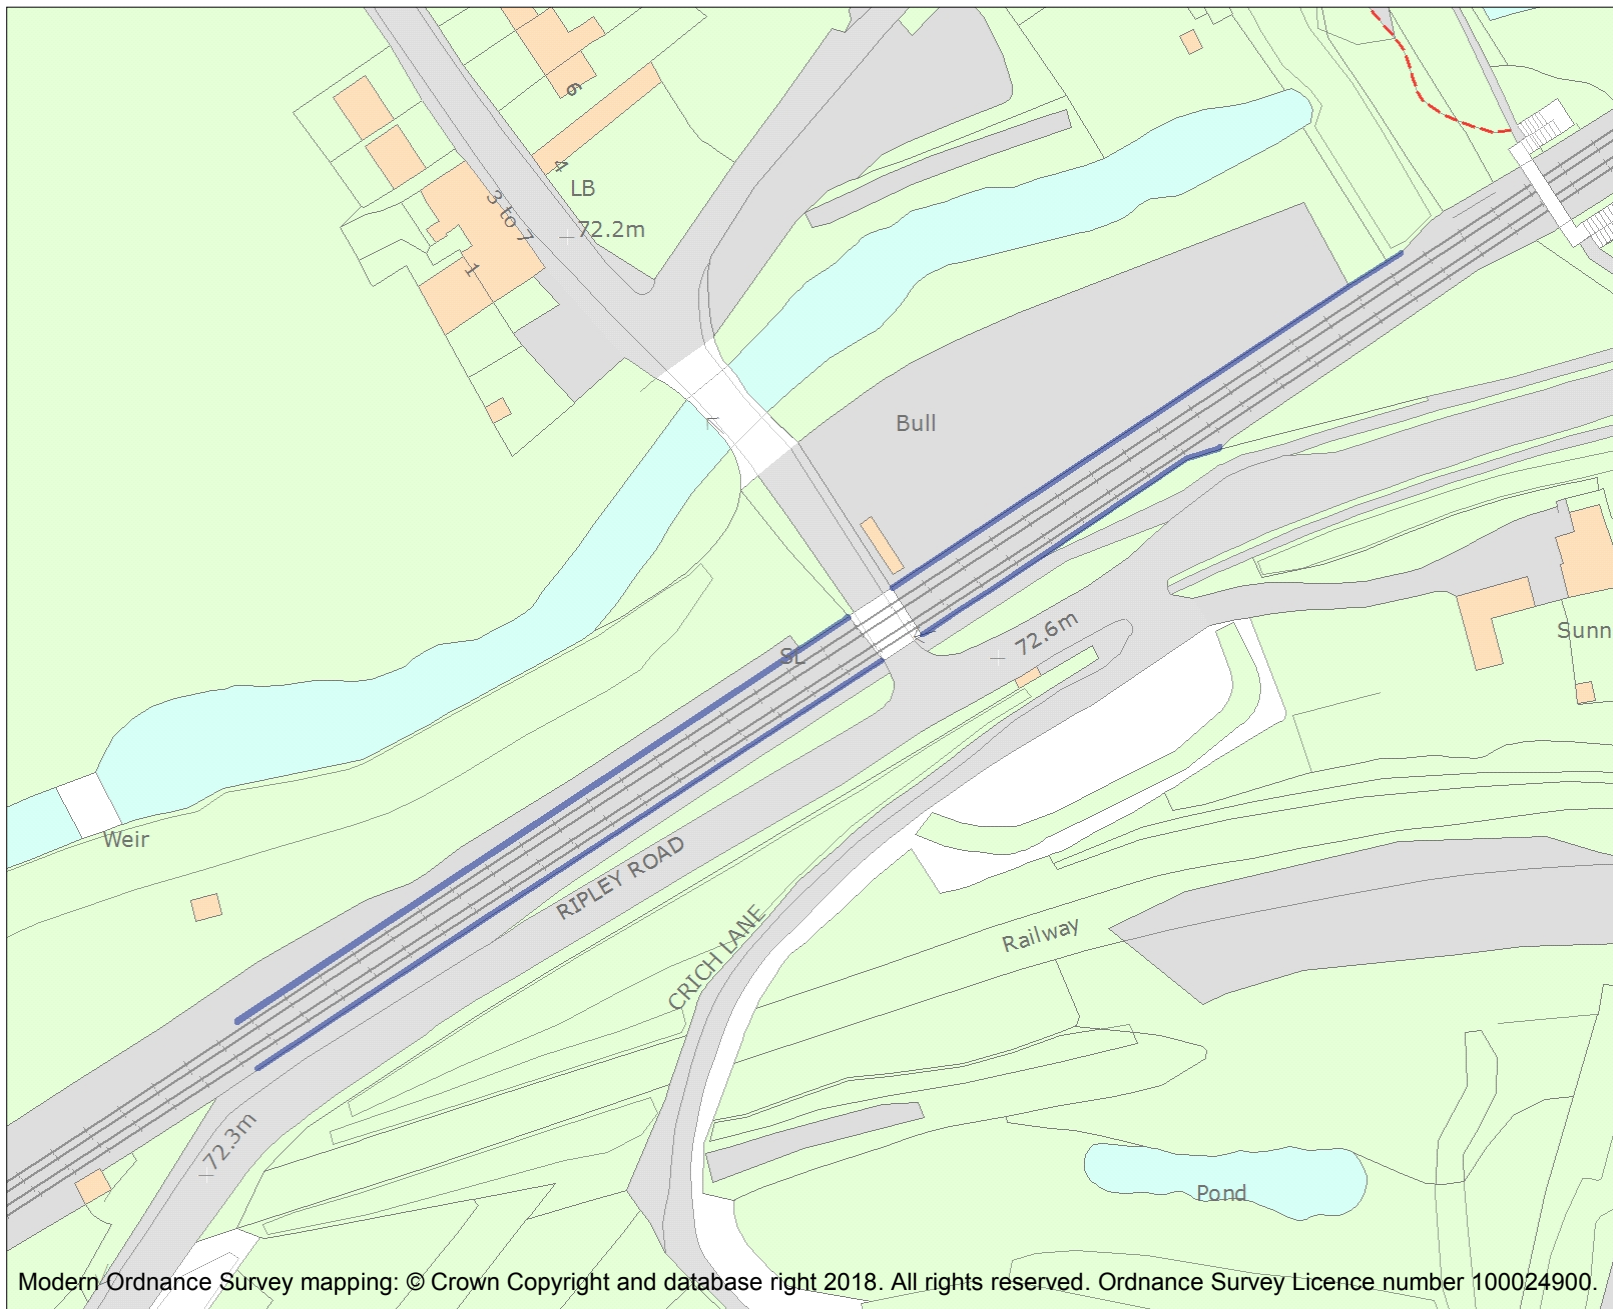 6
4
LB
3 to 7
72.2m
1
Bull
72.6m
Sunn
SL
Weir
RIPLEY ROAD
CRICH LANE
Railway
72.3m
Pond
Modern Ordnance Survey mapping: © Crown Copyright and database right 2018. All rights reserved. Ordnance Survey Licence number 100024900.